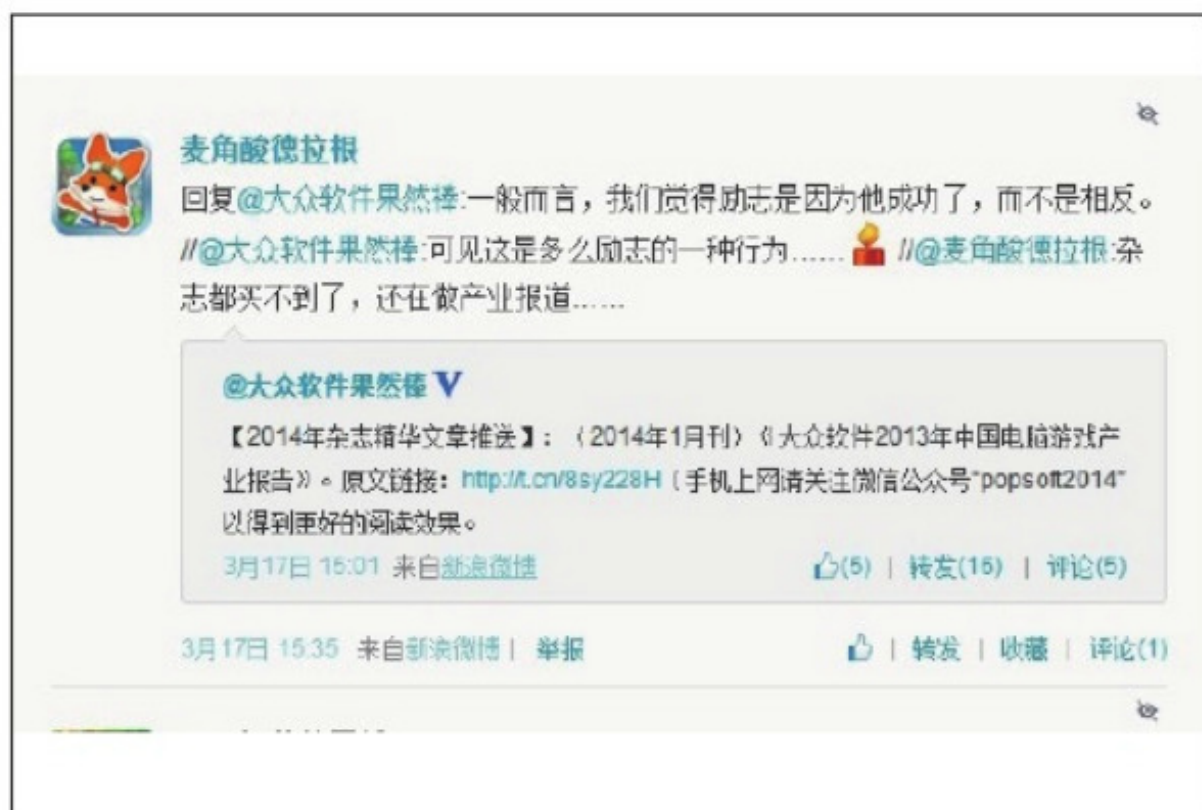 麦角酸德拉根
回复@大众软件果然棒:一般而言，我们觉得励志是因为他成功了，而不是相反。
//@大众软件果然棒:可见这是多么励志的一种行为...... //@麦角酸德拉根:杂
志都买不到了，还在做产业报道......
@大众软件果然棒 V
【2014年杂志精华文章推送】：（2014年1月刊）《大众软件2013年中国电脑游戏产
业报告》。原文链接：http://t.cn/8sy228H（手机上网请关注微信公众号“popsoft2014”
以得到更好的阅读效果。
3月17日 15:01 来自新浪微博 (5) | 转发(15) | 评论(5)
3月17日 15:35 来自新浪微博 | 举报 | 转发 | 收藏 | 评论(1)